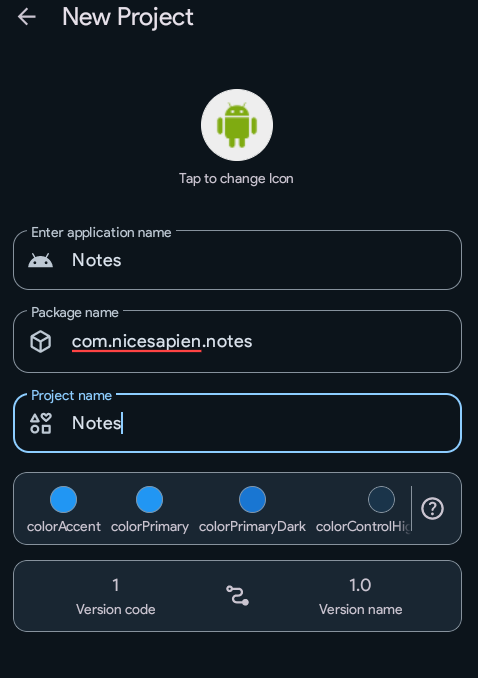 New Project
Tap to change Icon
Enter application name
Notes
Package name
com.nicesapien.notes
Project name
Notes
colorAccent colorPrimary colorPrimaryDark colorControlHig
1 1.0
Version code Version name